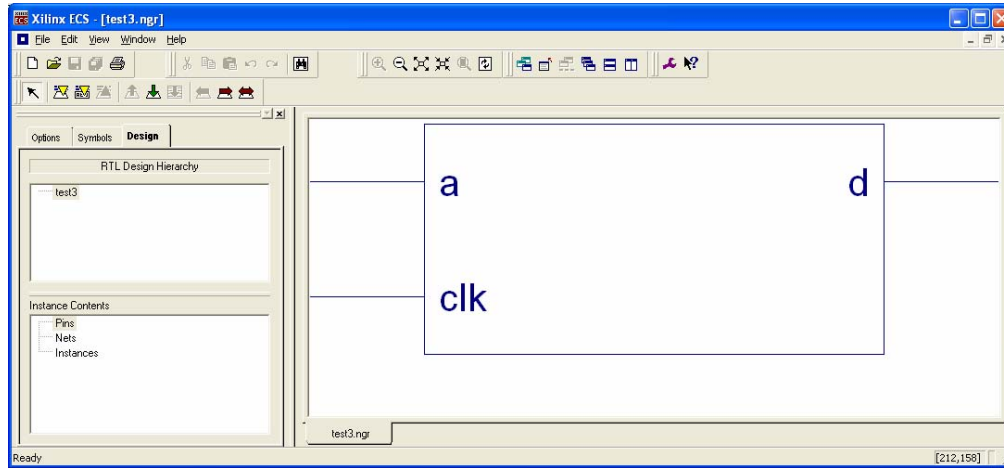 Xilinx ECS - [test3.ngr]
File Edit View Window Help
Options Symbols Design
RTL Design Hierarchy
test3
Instance Contents
Pins
Nets
Instances
a
d
clk
test3.ngr
Ready
[212,158]